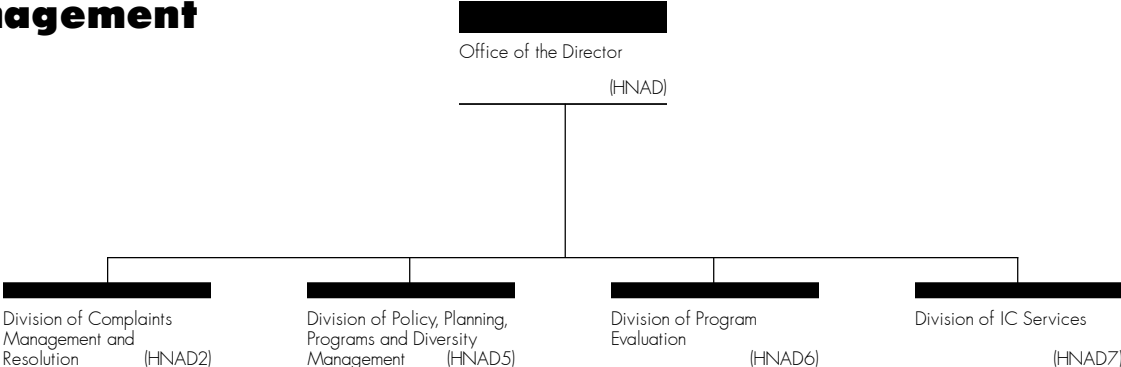 Office of the Director
(HNAD)
Division of Complaints
Management and
Resolution (HNAD2)
Division of Policy, Planning,
Programs and Diversity
Management (HNAD5)
Division of Program
Evaluation
(HNAD6)
Division of IC Services
(HNAD7)